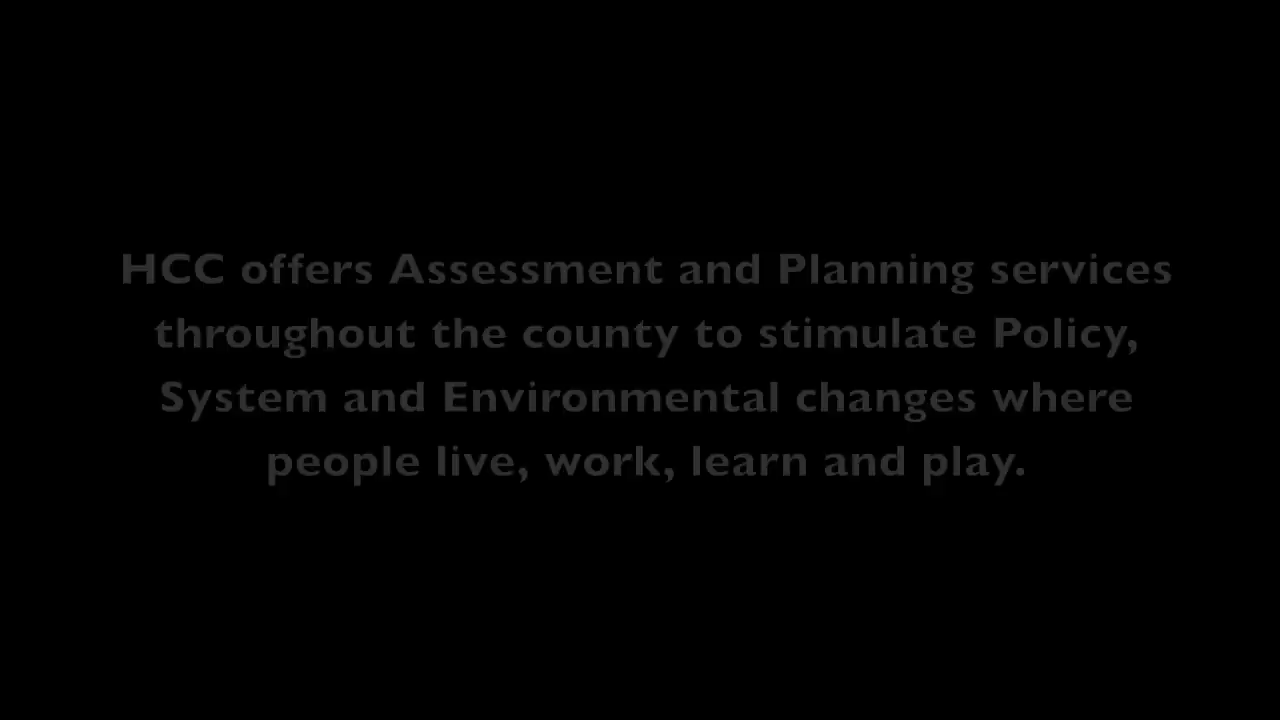 HCC offers Assessment and Planning services
throughout the county to stimulate Policy,
System and Environmental changes where
people live, work, learn and play.